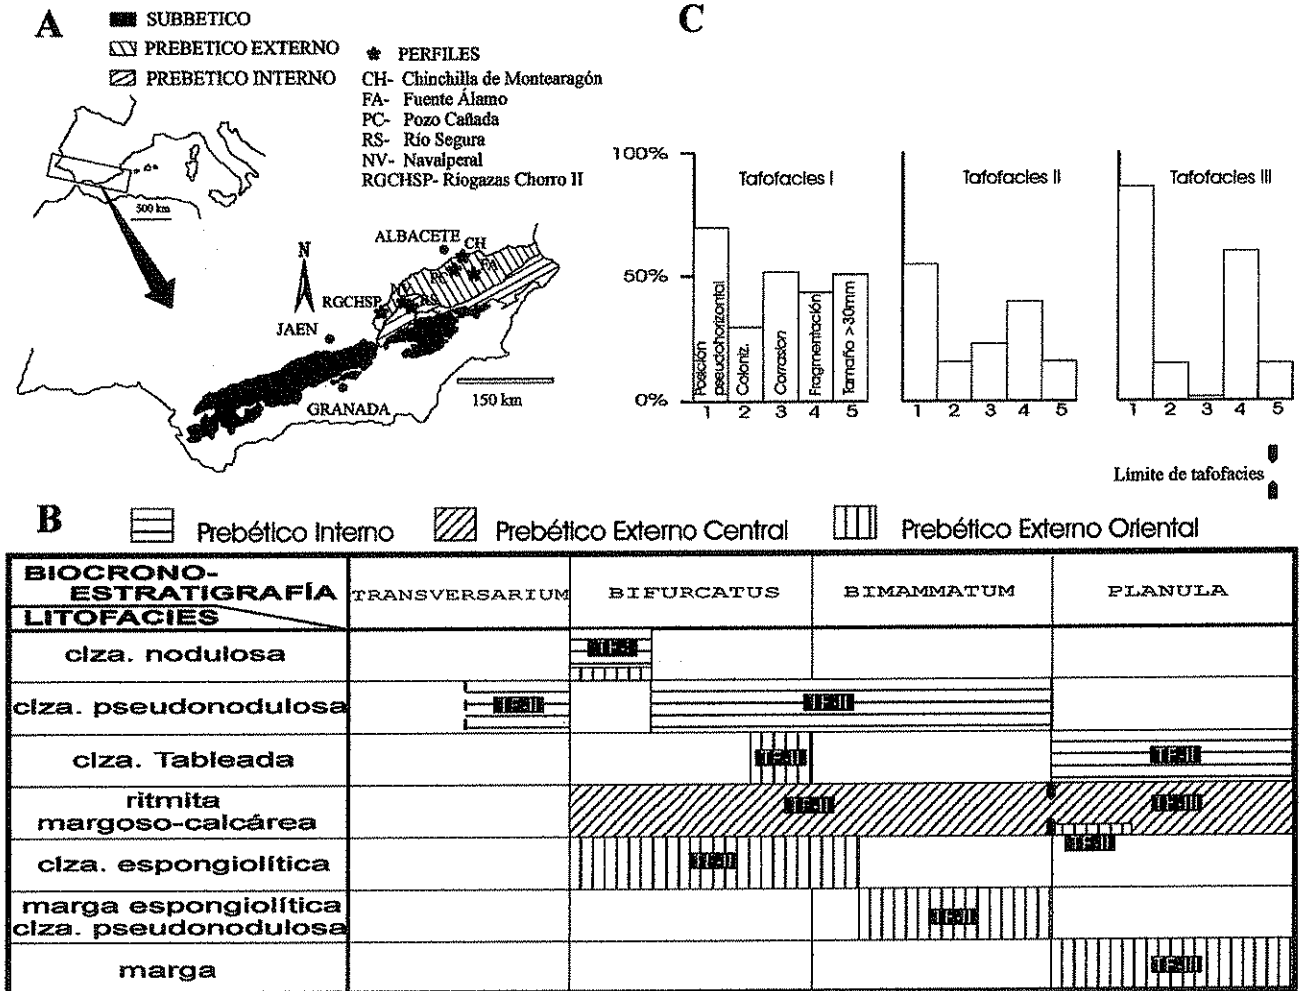 A
SUBBETICO
PREBETICO EXTERNO
PREBETICO INTERNO
PERFILES
CH- Chinchilla de Montearagón
FA- Fuente Álamo
PC- Pozo Cañada
RS- Río Segura
NV- Navalperal
RGCHSP- Riogazas Chorro II
500 km
N
ALBACETE
CH
PC
FA
NV
RS
RGCHSP
JAEN
GRANADA
150 km
C
100%
50%
0%
Tafofacies I
Posición pseudohorizontal
Coloniz.
Corrasion
Fragmentación
Tamaño >30mm
1 2 3 4 5
Tafofacies II
1 2 3 4 5
Tafofacies III
1 2 3 4 5
Límite de tafofacies
B
Prebético Interno
Prebético Externo Central
Prebético Externo Oriental
BIOCRONO-
ESTRATIGRAFÍA
LITOFACIES
TRANSVERSARIUM
BIFURCATUS
BIMAMMATUM
PLANULA
clza. nodulosa
clza. pseudonodulosa
clza. Tableada
ritmita
margoso-calcárea
clza. espongiolítica
marga espongiolítica
clza. pseudonodulosa
marga